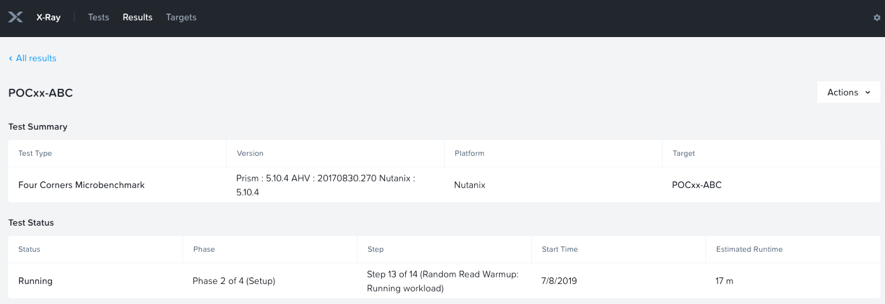 X-Ray Tests Results Targets
All results
POCxx-ABC Actions
Test Summary
Test Type Version Platform Target
Four Corners Microbenchmark Prism : 5.10.4 AHV : 20170830.270 Nutanix : 5.10.4 Nutanix POCxx-ABC
Test Status
Status Phase Step Start Time Estimated Runtime
Running Phase 2 of 4 (Setup) Step 13 of 14 (Random Read Warmup: Running workload) 7/8/2019 17 m